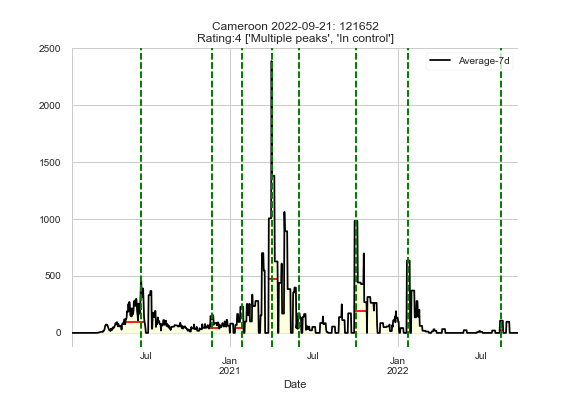 Cameroon 2022-09-21: 121652
Rating:4 ['Multiple peaks', 'In control']
2500
2000
1500
1000
500
0
Average-7d
Jul
Jan
2021
Jul
Jan
2022
Jul
Date